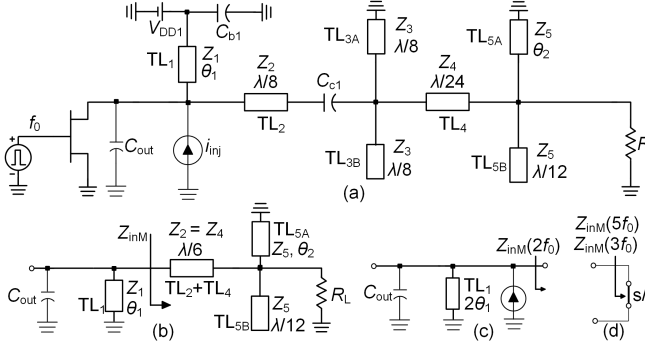 V_DD1 C_b1
TL_1 Z_1 θ_1
Z_2 λ/8 TL_2
C_c1
TL_3A Z_3 λ/8
Z_4 λ/24 TL_4
TL_5A Z_5 θ_2
f_0
+
-
C_out
i_inj
TL_3B Z_3 λ/8
TL_5B Z_5 λ/12
(a)
Z_inM
Z_2 = Z_4
λ/6
TL_2+TL_4
TL_5A
Z_5, θ_2
C_out
TL_1 Z_1 θ_1
TL_5B Z_5 λ/12
R_L
(b)
Z_inM(2f_0)
C_out
TL_1
2θ_1
(c)
Z_inM(5f_0)
Z_inM(3f_0)
(d)